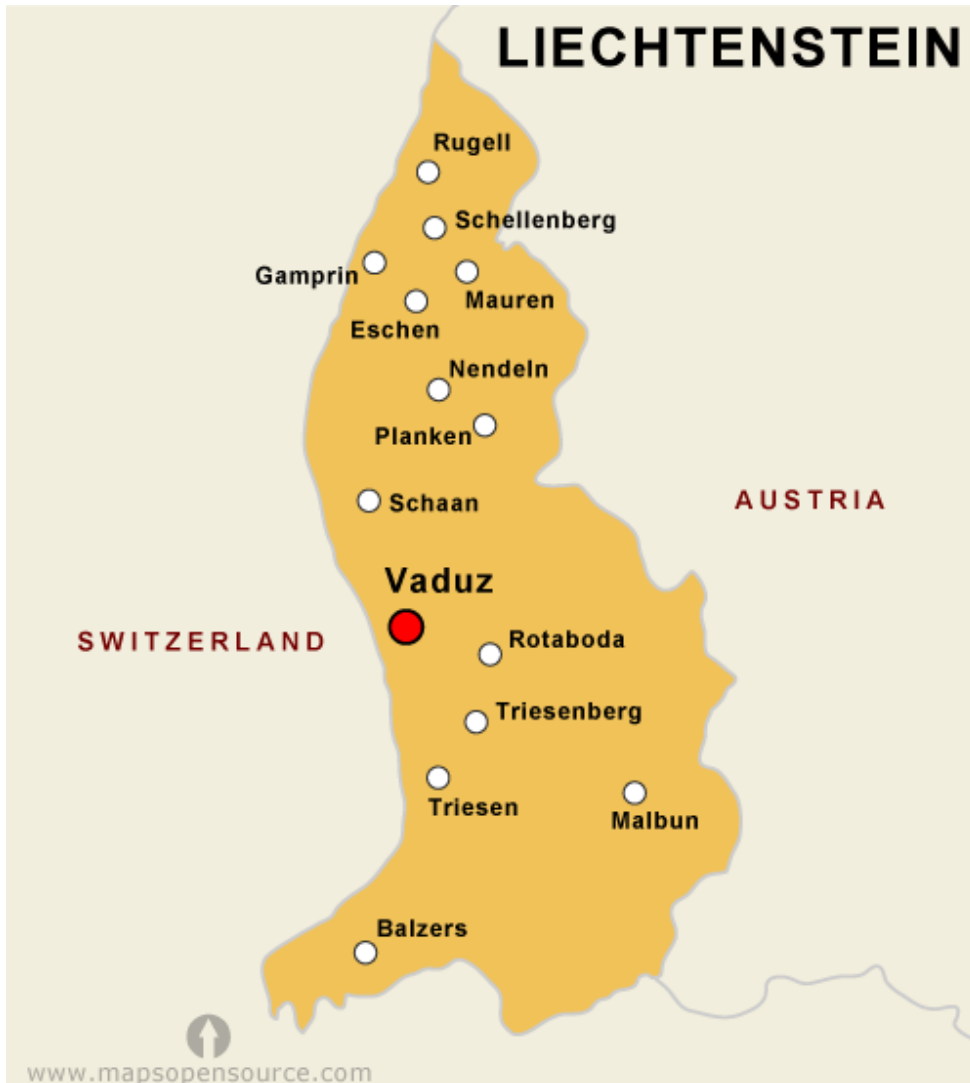 LIECHTENSTEIN
Rugell
Schellenberg
Gamprin
Mauren
Eschen
Nendeln
Planken
Schaan
AUSTRIA
Vaduz
SWITZERLAND
Rotaboda
Triesenberg
Triesen
Malbun
Balzers
www.mapsopensource.com